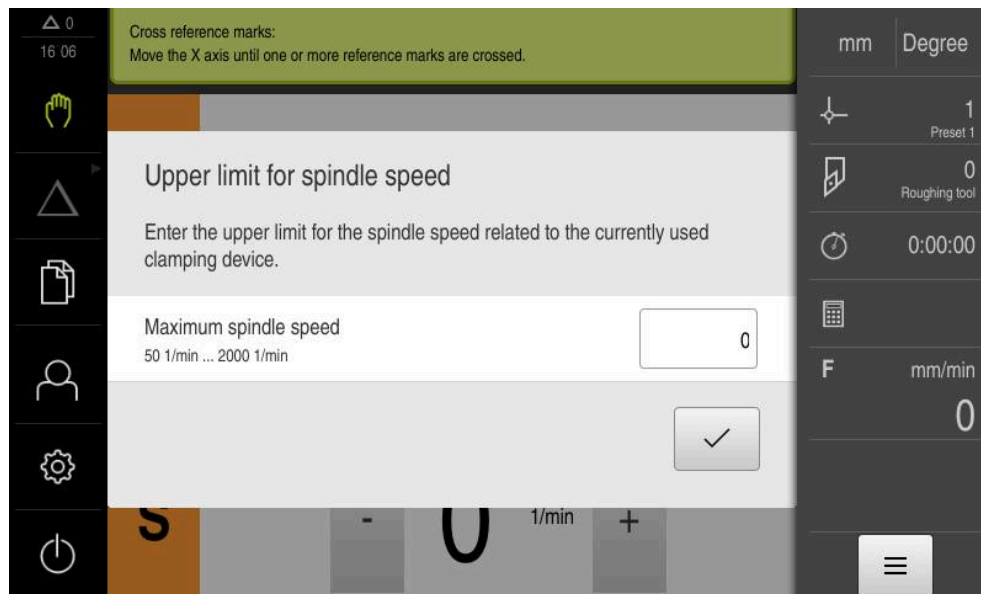 0
16 06
Cross reference marks:
Move the X axis until one or more reference marks are crossed.
mm Degree
1
Preset 1
0
Roughing tool
0:00:00
F mm/min
0
Upper limit for spindle speed
Enter the upper limit for the spindle speed related to the currently used
clamping device.
Maximum spindle speed
50 1/min ... 2000 1/min
0
S - 0 1/min +